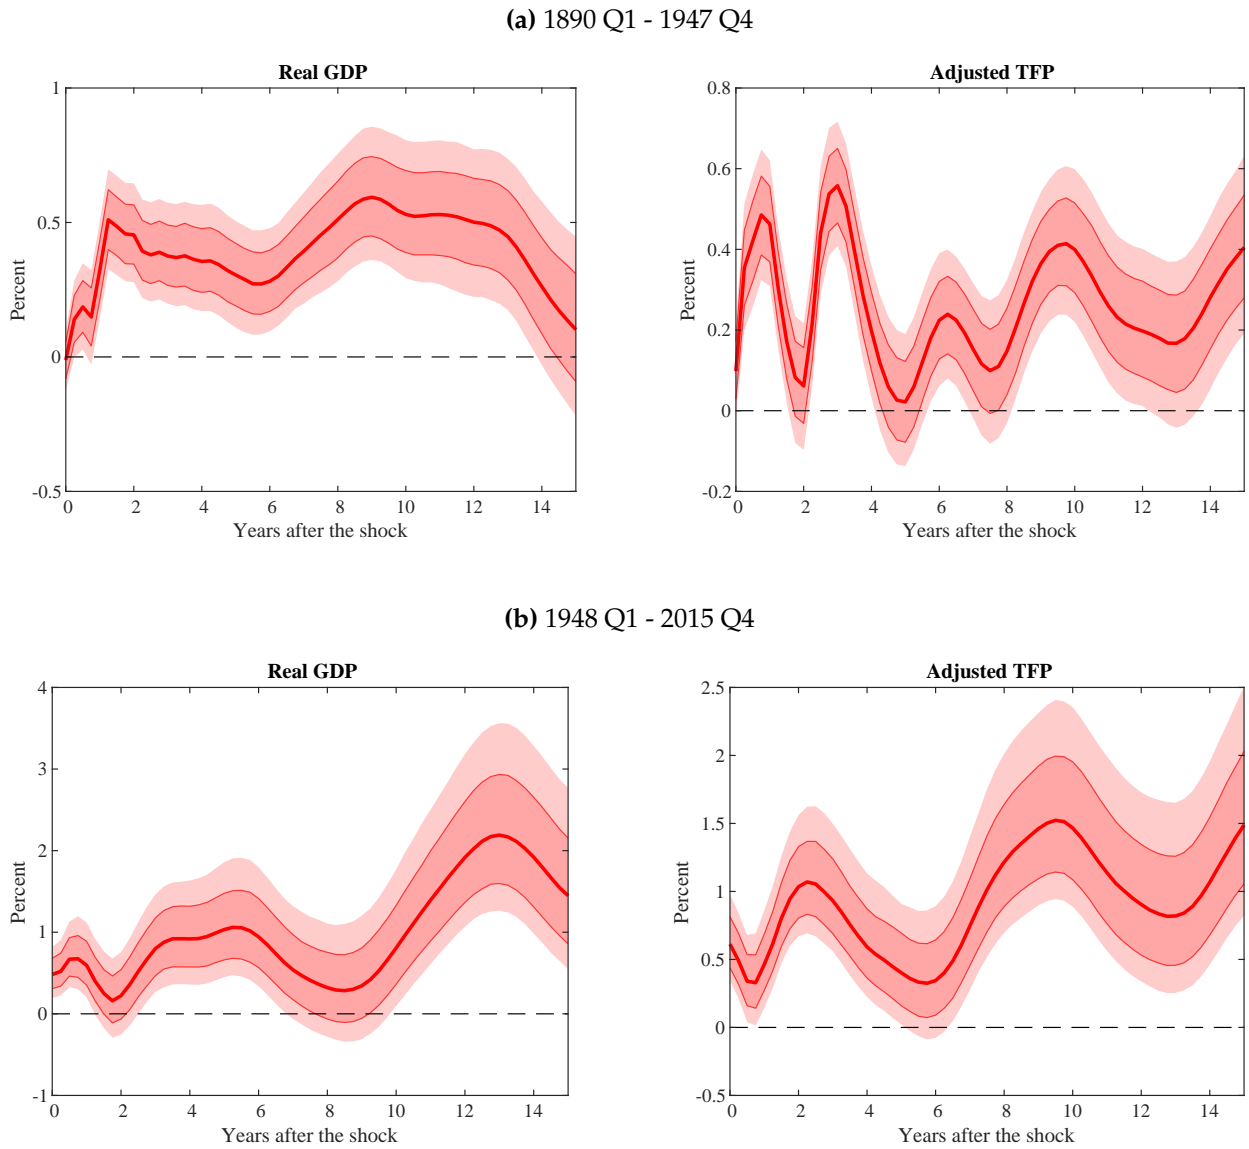 (a) 1890 Q1 - 1947 Q4
Real GDP
1
0.5
0
-0.5
Percent
0 2 4 6 8 10 12 14
Years after the shock
Adjusted TFP
0.8
0.6
0.4
0.2
0
-0.2
Percent
0 2 4 6 8 10 12 14
Years after the shock
(b) 1948 Q1 - 2015 Q4
Real GDP
4
3
2
1
0
-1
Percent
0 2 4 6 8 10 12 14
Years after the shock
Adjusted TFP
2.5
2
1.5
1
0.5
0
-0.5
Percent
0 2 4 6 8 10 12 14
Years after the shock